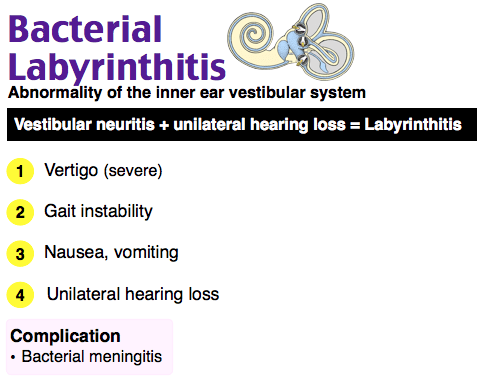 Bacterial
Labyrinthitis
Abnormality of the inner ear vestibular system
Vestibular neuritis + unilateral hearing loss = Labyrinthitis
1 Vertigo (severe)
2 Gait instability
3 Nausea, vomiting
4 Unilateral hearing loss
Complication
• Bacterial meningitis